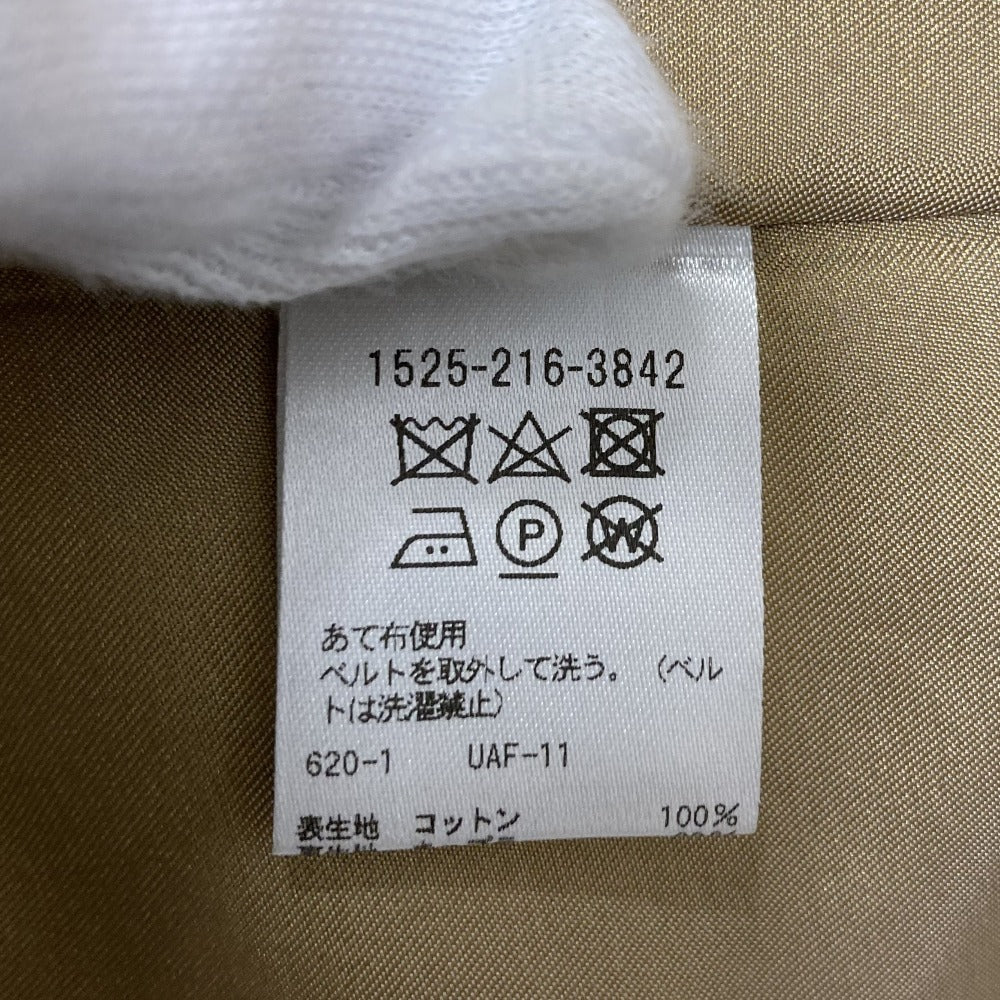 1525-216-3842
P W
あて布使用
ベルトを取外して洗う。（ベル
トは洗濯禁止）
620-1 UAF-11
表生地 コットン 100%